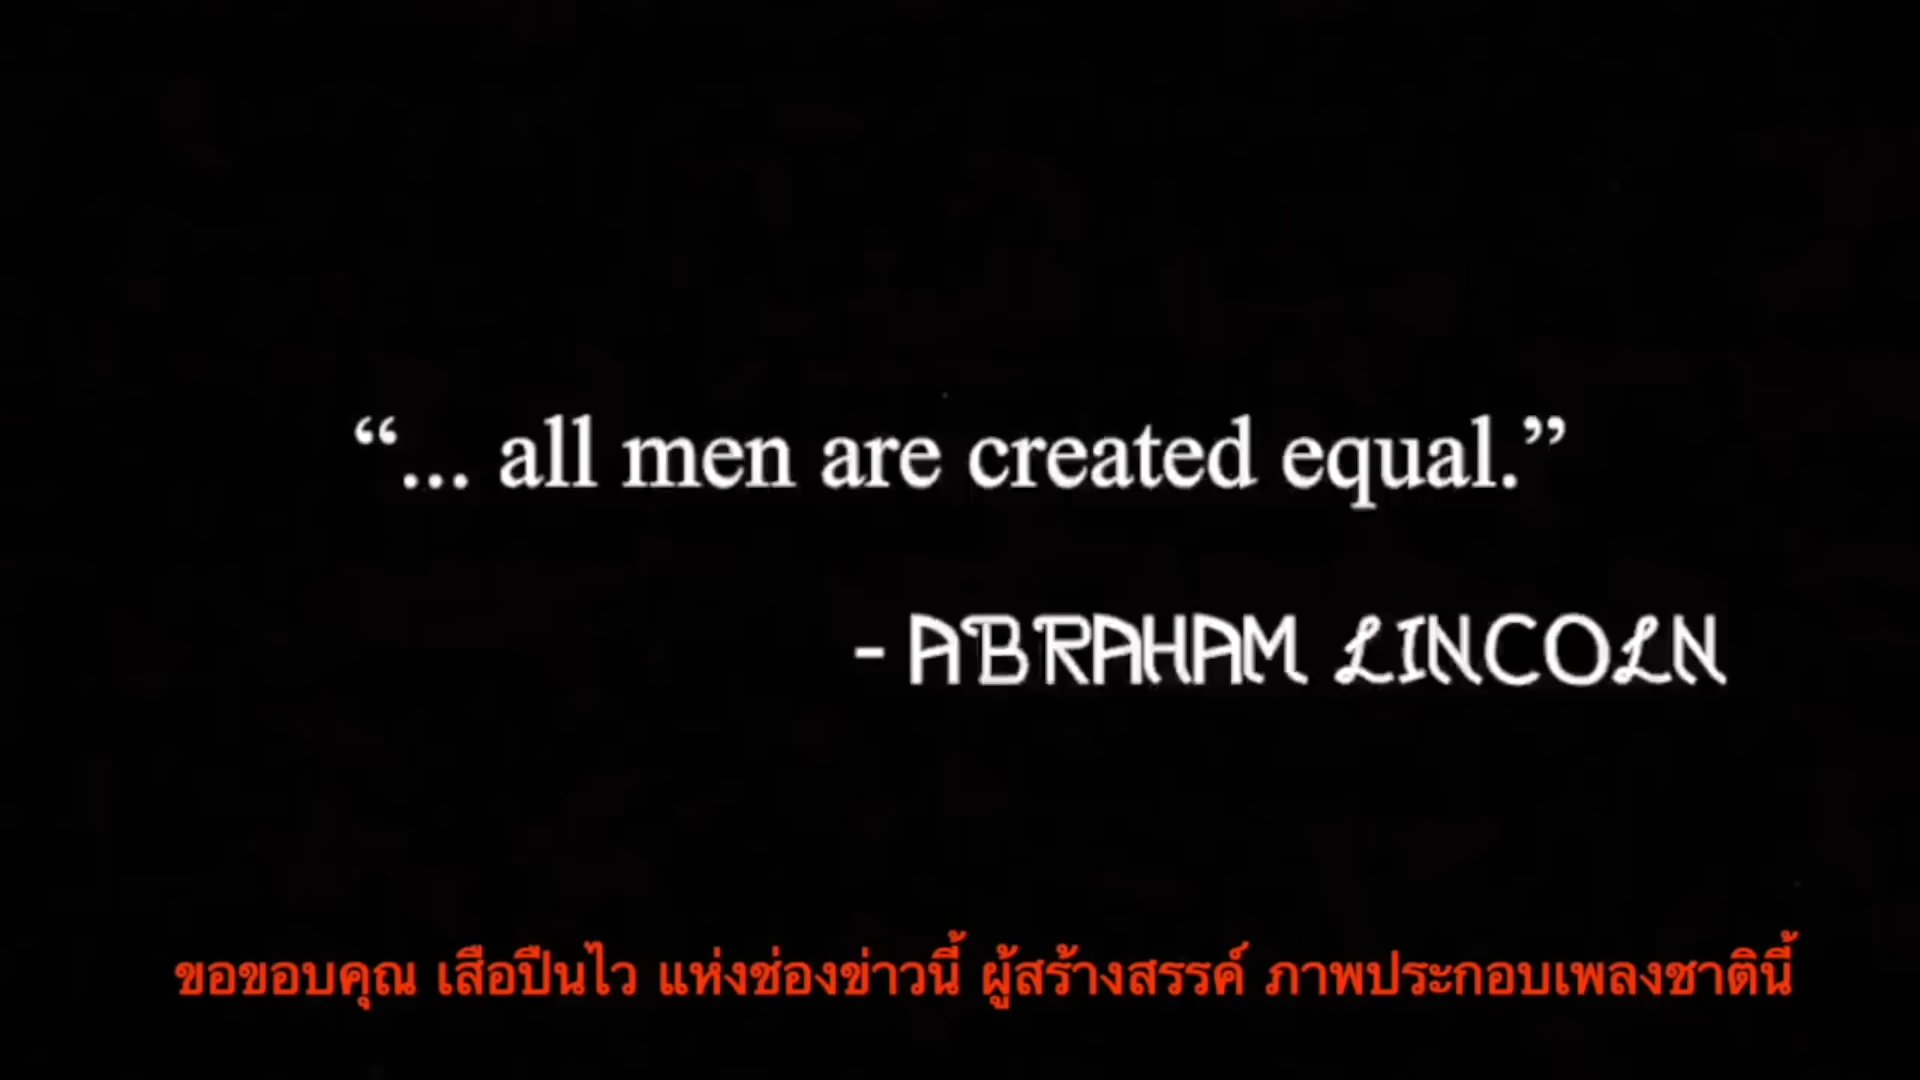 “... all men are created equal.”
- ABRAHAM LINCOLN
ขอขอบคุณ เสือปืนไว แห่งช่องข่าวนี้ ผู้สร้างสรรค์ ภาพประกอบเพลงชาตินี้